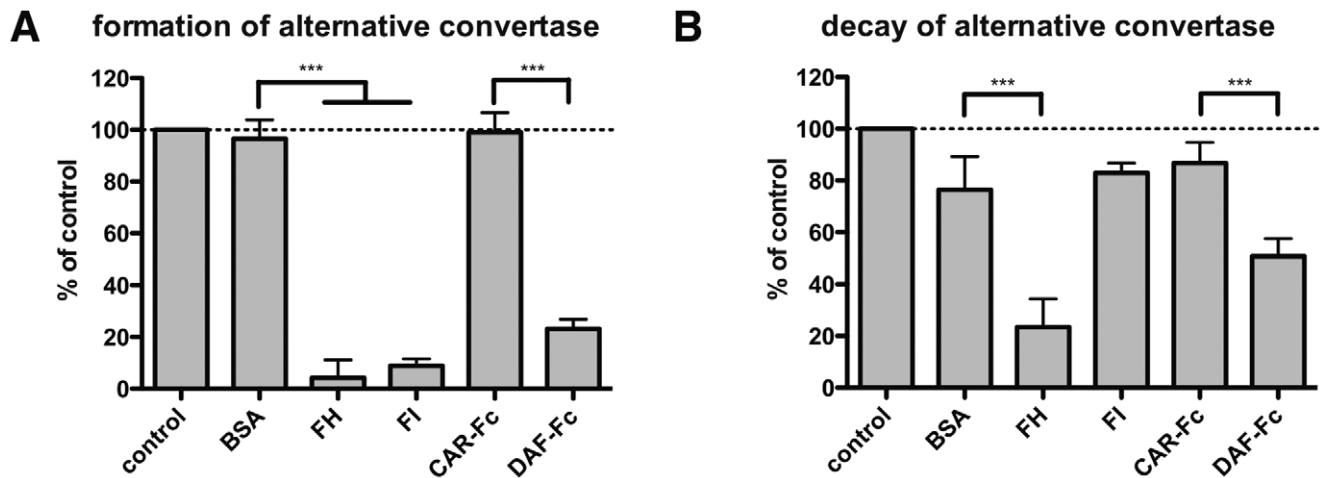 A formation of alternative convertase
120
100
80
60
40
20
0
% of control
*** ***
control BSA FH FI CAR-Fc DAF-Fc
B decay of alternative convertase
120
100
80
60
40
20
0
% of control
*** ***
control BSA FH FI CAR-Fc DAF-Fc